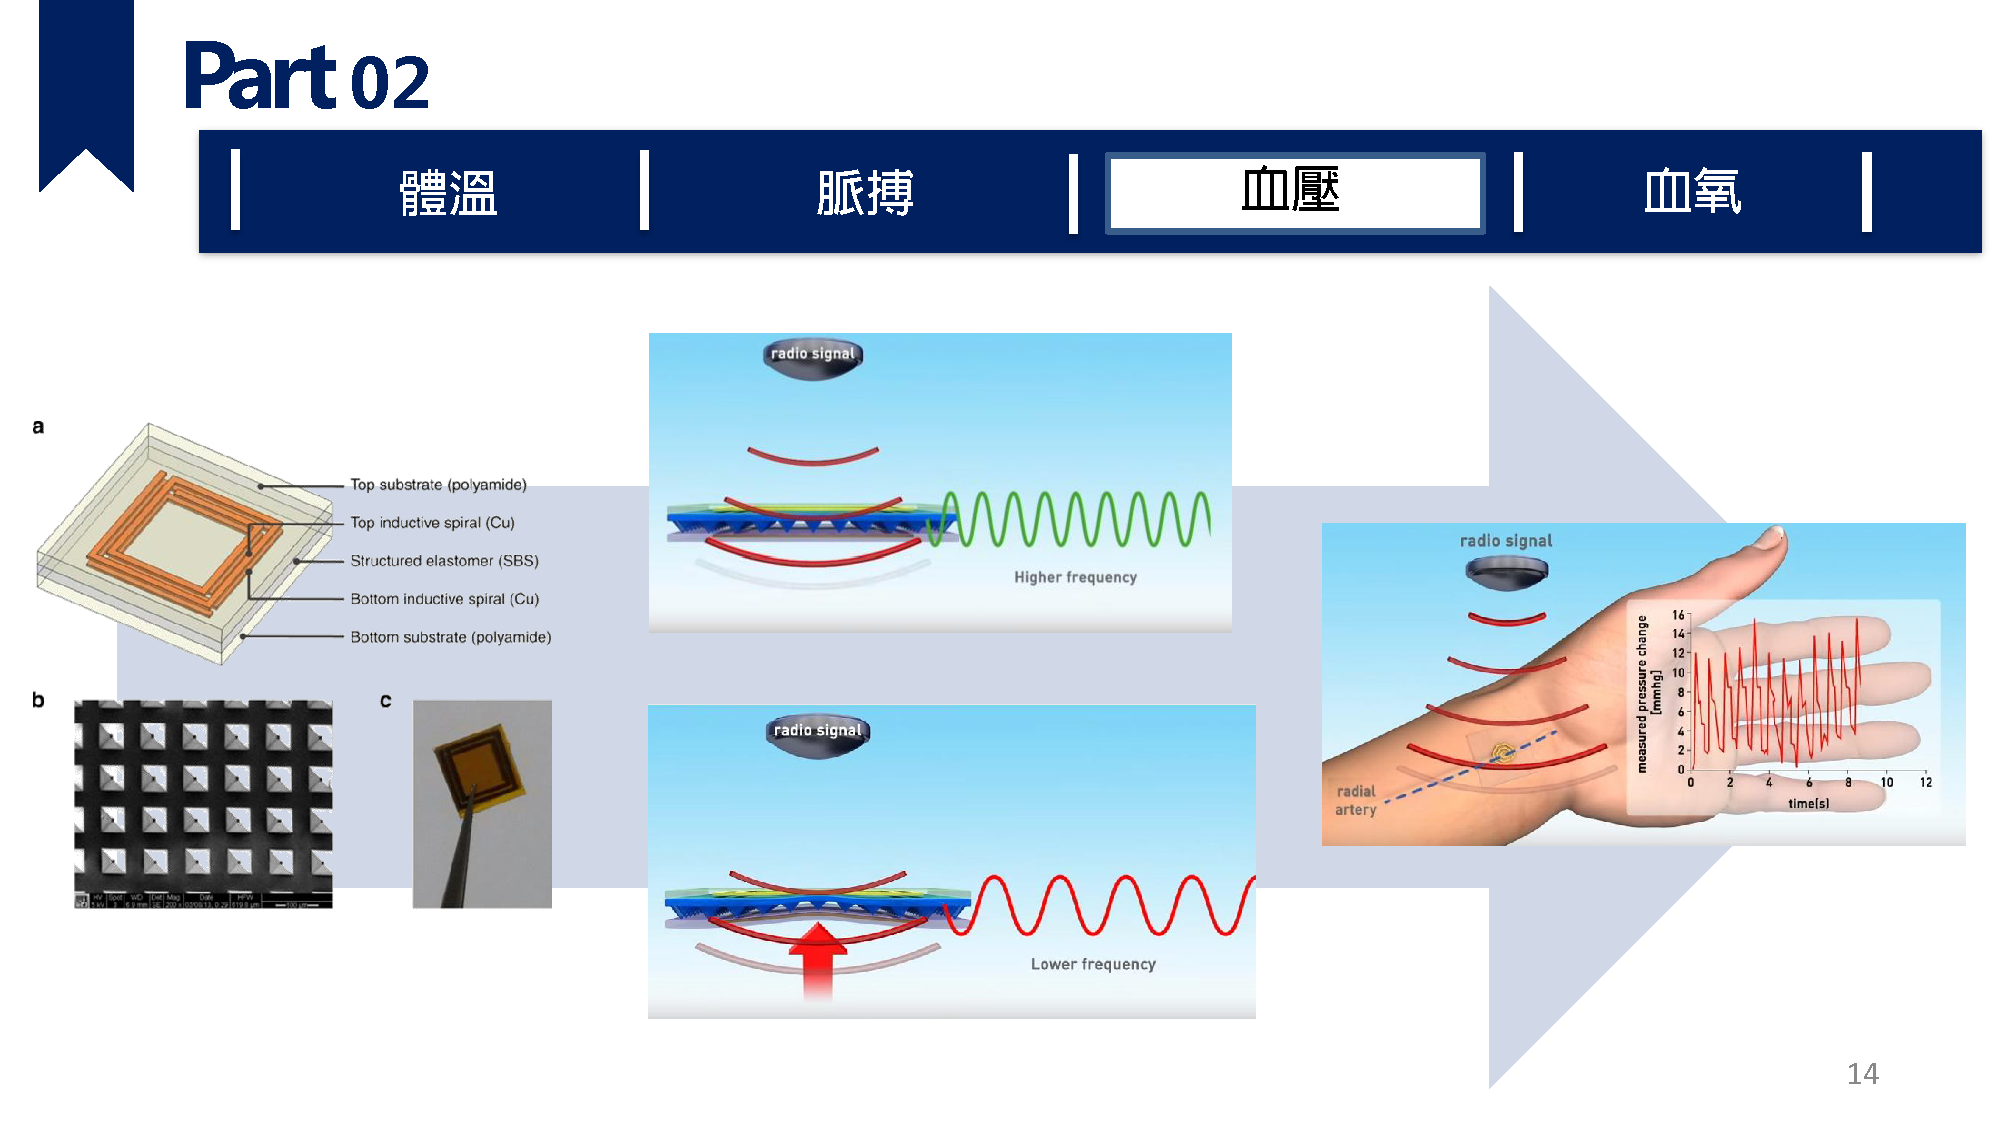 Part 02
體溫
脈搏
血壓
血氧
a
Top substrate (polyamide)
Top inductive spiral (Cu)
Structured elastomer (SBS)
Bottom inductive spiral (Cu)
Bottom substrate (polyamide)
b
c
radio signal
Higher frequency
radio signal
Lower frequency
radio signal
radial
artery
measured pressure change
[mmhg]
16
14
12
10
8
6
4
2
0
0 2 4 6 8 10 12
time(s)
14